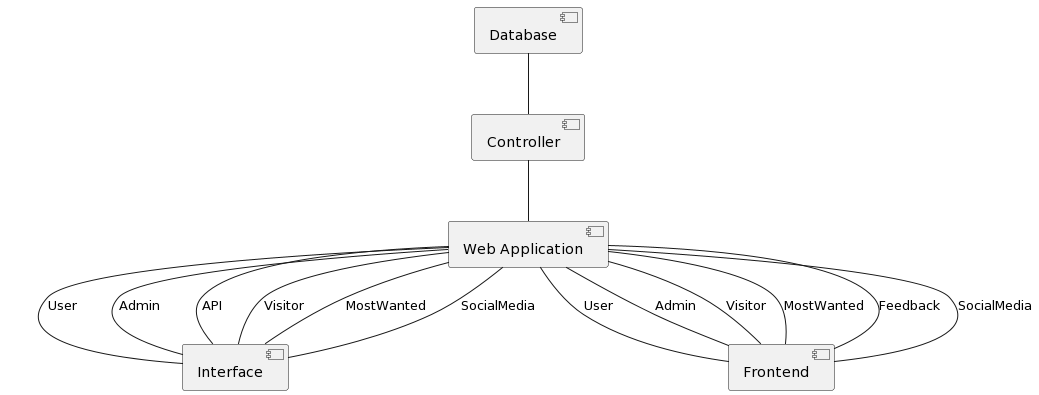 Database
Controller
Web Application
User Admin API Visitor MostWanted SocialMedia User Admin Visitor MostWanted Feedback SocialMedia
Interface Frontend